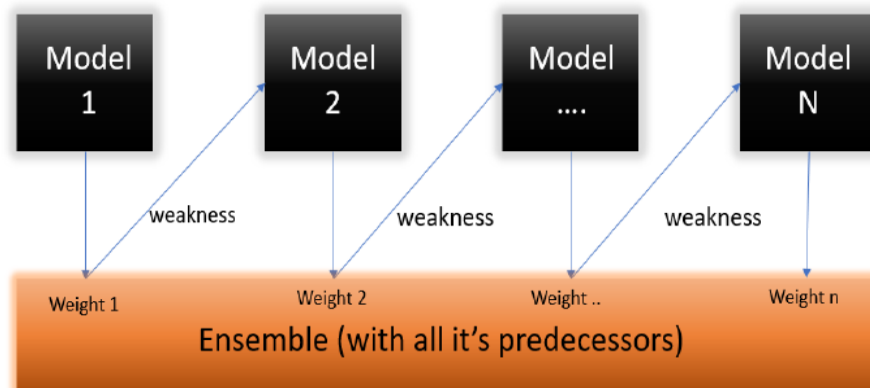 Model
1
Model
2
Model
....
Model
N
weakness
weakness
weakness
Weight 1
Weight 2
Weight ..
Weight n
Ensemble (with all it's predecessors)